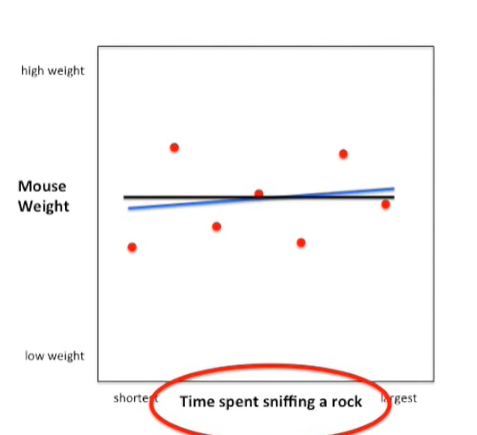 high weight
Mouse
Weight
low weight
shortest Time spent sniffing a rock largest